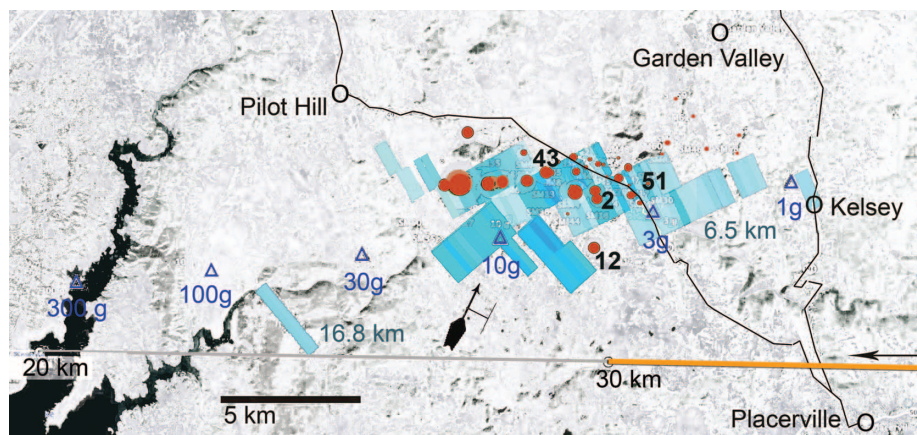 Garden Valley
Pilot Hill
43
51
2
1g
Kelsey
3g
6.5 km
12
10g
30g
100g
300 g
16.8 km
20 km
30 km
5 km
Placerville